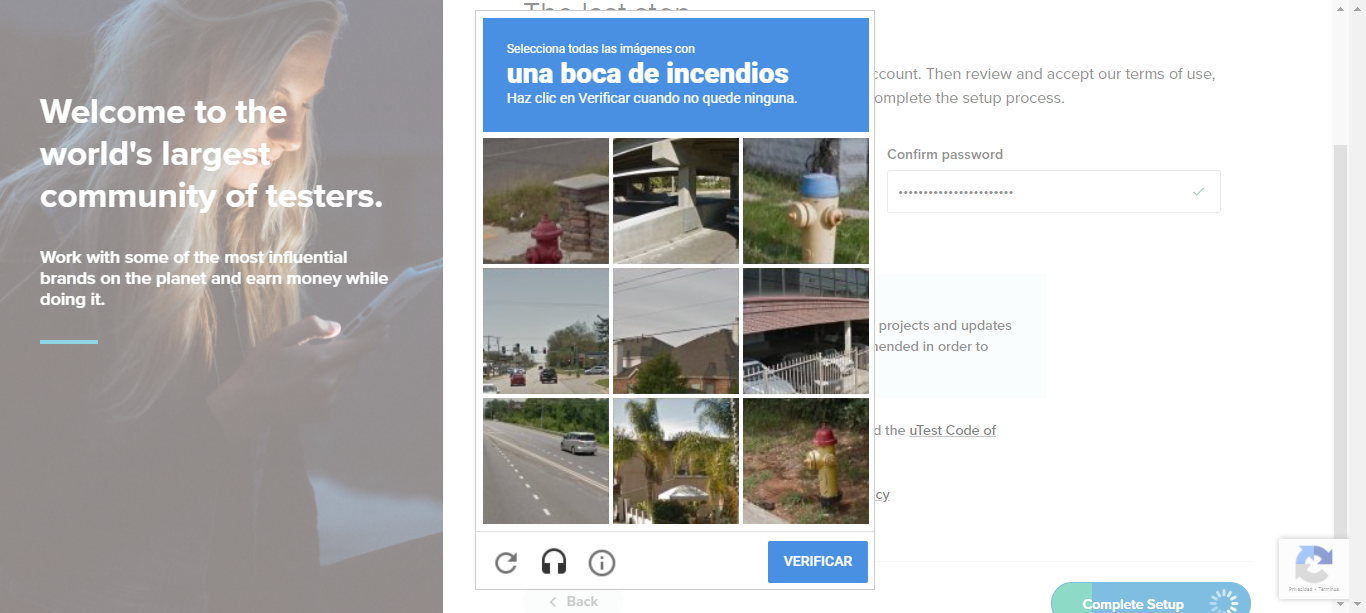 Welcome to the
world's largest
community of testers.
Work with some of the most influential
brands on the planet and earn money while
doing it.
The last step
Selecciona todas las imágenes con
una boca de incendios
Haz clic en Verificar cuando no quede ninguna.
VERIFICAR
ccount. Then review and accept our terms of use,
omplete the setup process.
Confirm password
projects and updates
mended in order to
d the uTest Code of
cy
Back
Complete Setup
Privacidad - Términos